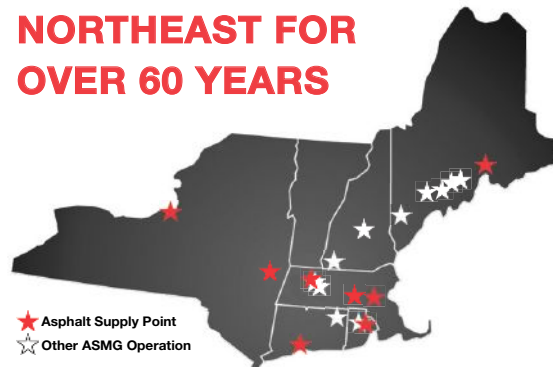 NORTHEAST FOR
OVER 60 YEARS
Asphalt Supply Point
Other ASMG Operation